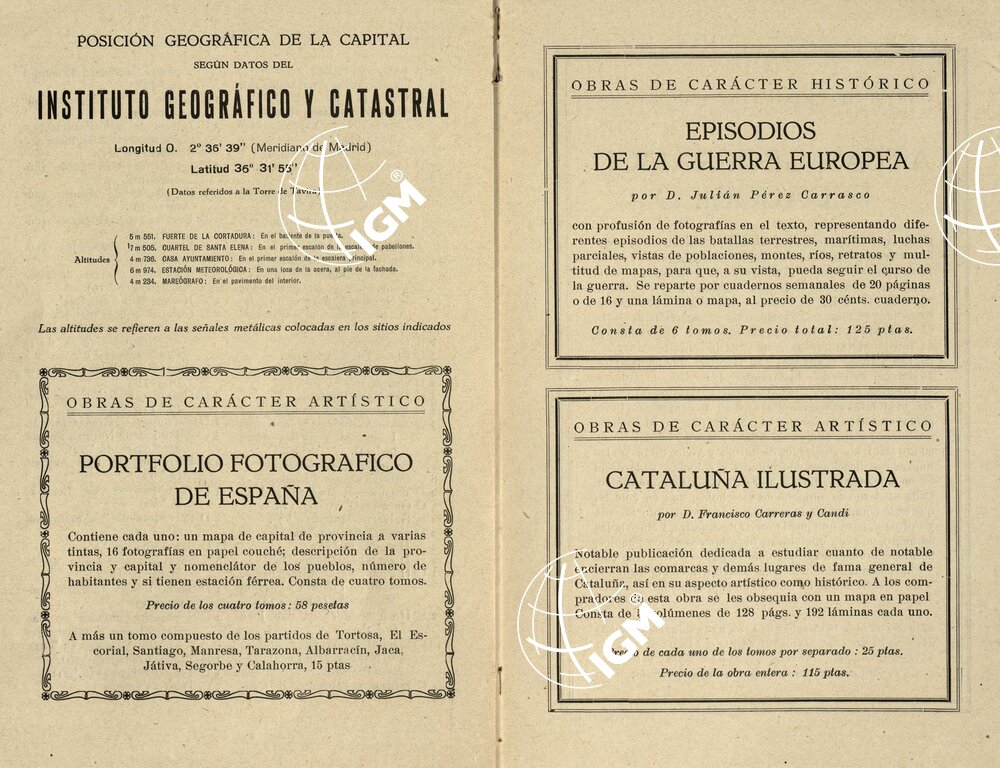 POSICIÓN GEOGRÁFICA DE LA CAPITAL
SEGÚN DATOS DEL
INSTITUTO GEOGRÁFICO Y CATASTRAL
Longitud O. 2º 36' 39'' (Meridiano de Madrid)
Latitud 36º 31' 55''
(Datos referidos a la Torre de Tavira)
Altitudes
5 m 551. FUERTE DE LA CORTADURA: En el batiente de la puerta.
17 m 505. CUARTEL DE SANTA ELENA: En el primer escalón de la escalera de pabellones.
4 m 736. CASA AYUNTAMIENTO: En el primer escalón de la escalera principal.
6 m 974. ESTACIÓN METEOROLÓGICA: En una losa de la acera, al pie de la fachada.
4 m 234. MAREÓGRAFO: En el pavimento del interior.
Las altitudes se refieren a las señales metálicas colocadas en los sitios indicados
OBRAS DE CARÁCTER ARTÍSTICO
PORTFOLIO FOTOGRAFICO
DE ESPAÑA
Contiene cada uno: un mapa de capital de provincia a varias
tintas, 16 fotografías en papel couché; descripción de la pro-
vincia y capital y nomenclátor de los pueblos, número de
habitantes y si tienen estación férrea. Consta de cuatro tomos.
Precio de los cuatro tomos: 58 pesetas
A más un tomo compuesto de los partidos de Tortosa, El Es-
corial, Santiago, Manresa, Tarazona, Albarracín, Jaca,
Játiva, Segorbe y Calahorra, 15 ptas
IGM®
OBRAS DE CARÁCTER HISTÓRICO
EPISODIOS
DE LA GUERRA EUROPEA
por D. Julián Pérez Carrasco
con profusión de fotografías en el texto, representando dife-
rentes episodios de las batallas terrestres, marítimas, luchas
parciales, vistas de poblaciones, montes, ríos, retratos y mul-
titud de mapas, para que, a su vista, pueda seguir el curso de
la guerra. Se reparte por cuadernos semanales de 20 páginas
o de 16 y una lámina o mapa, al precio de 30 cénts. cuaderno.
Consta de 6 tomos. Precio total: 125 ptas.
OBRAS DE CARÁCTER ARTÍSTICO
CATALUÑA ILUSTRADA
por D. Francisco Carreras y Candi
Notable publicación dedicada a estudiar cuanto de notable
encierran las comarcas y demás lugares de fama general de
Cataluña, así en su aspecto artístico como histórico. A los com-
pradores de esta obra se les obsequia con un mapa en papel
Consta de volúmenes de 128 págs. y 192 láminas cada uno.
Precio de cada uno de los tomos por separado: 25 ptas.
Precio de la obra entera: 115 ptas.
IGM®